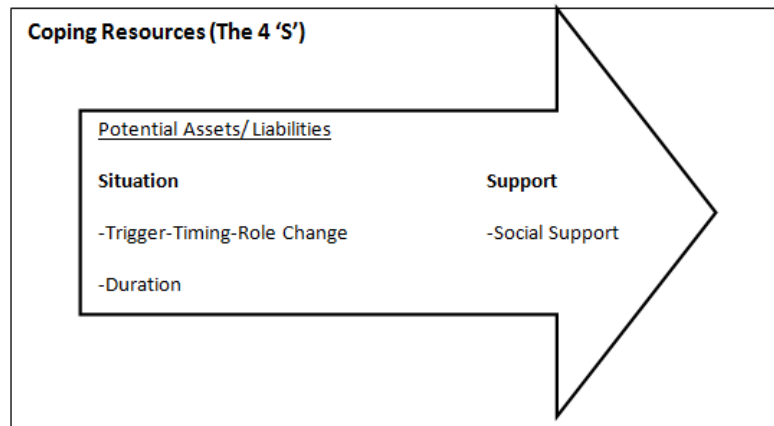 Coping Resources (The 4 ‘S’)
Potential Assets/ Liabilities
Situation Support
-Trigger-Timing-Role Change -Social Support
-Duration